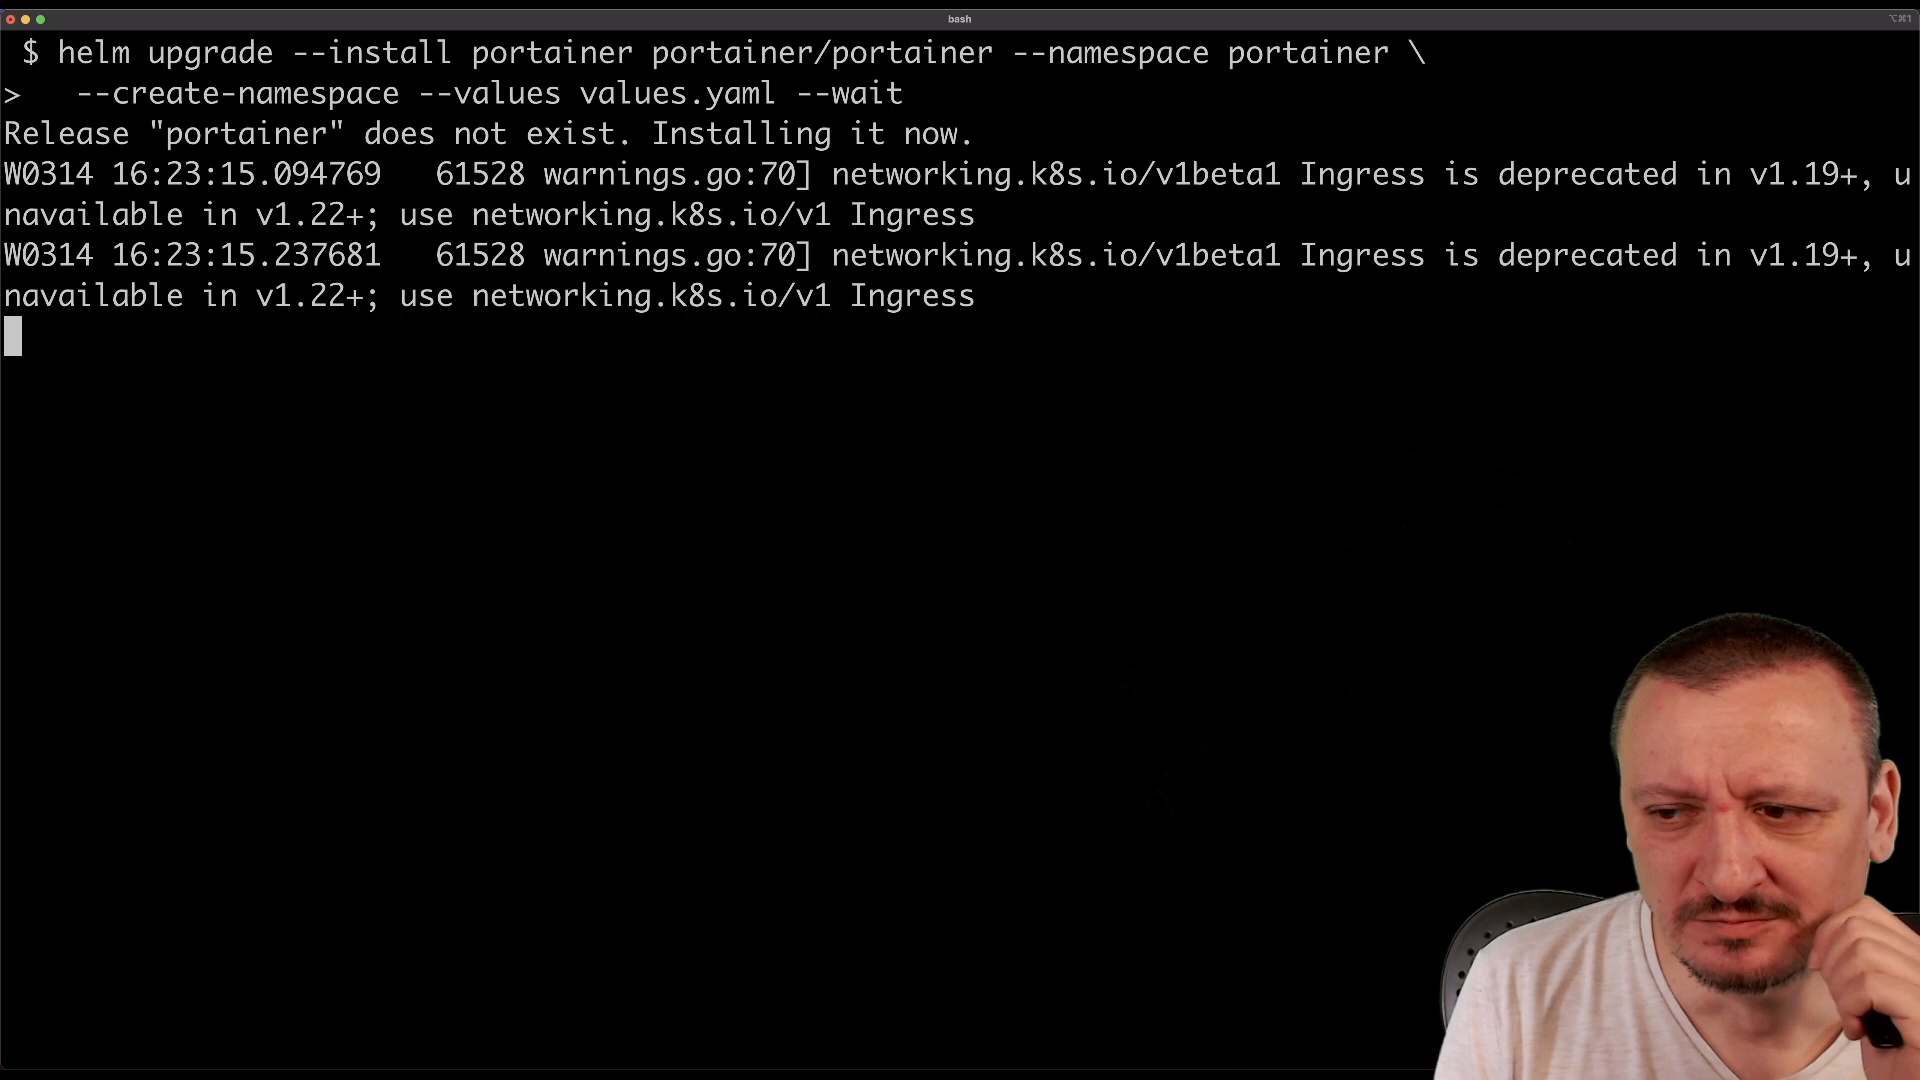 bash
⌥⌘1
$ helm upgrade --install portainer portainer/portainer --namespace portainer \
>   --create-namespace --values values.yaml --wait
Release "portainer" does not exist. Installing it now.
W0314 16:23:15.094769   61528 warnings.go:70] networking.k8s.io/v1beta1 Ingress is deprecated in v1.19+, u
navailable in v1.22+; use networking.k8s.io/v1 Ingress
W0314 16:23:15.237681   61528 warnings.go:70] networking.k8s.io/v1beta1 Ingress is deprecated in v1.19+, u
navailable in v1.22+; use networking.k8s.io/v1 Ingress